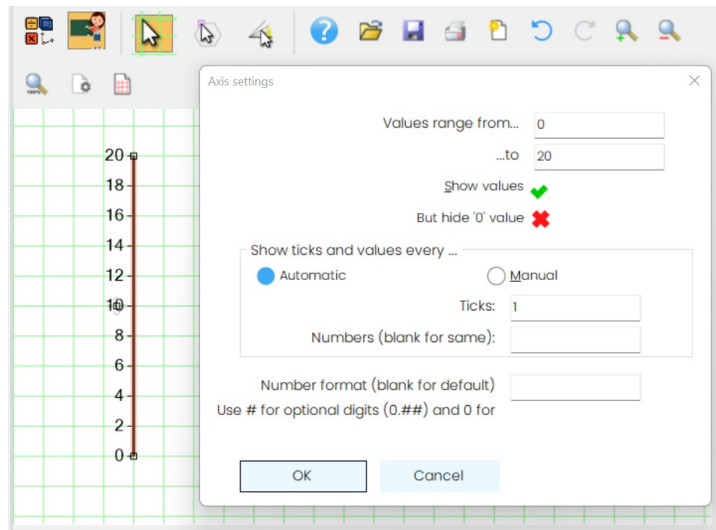 Axis settings
Values range from... 0
...to 20
Show values
But hide '0' value
Show ticks and values every ...
Automatic Manual
Ticks: 1
Numbers (blank for same):
Number format (blank for default)
Use # for optional digits (0.##) and 0 for
OK Cancel
20
18
16
14
12
10
8
6
4
2
0